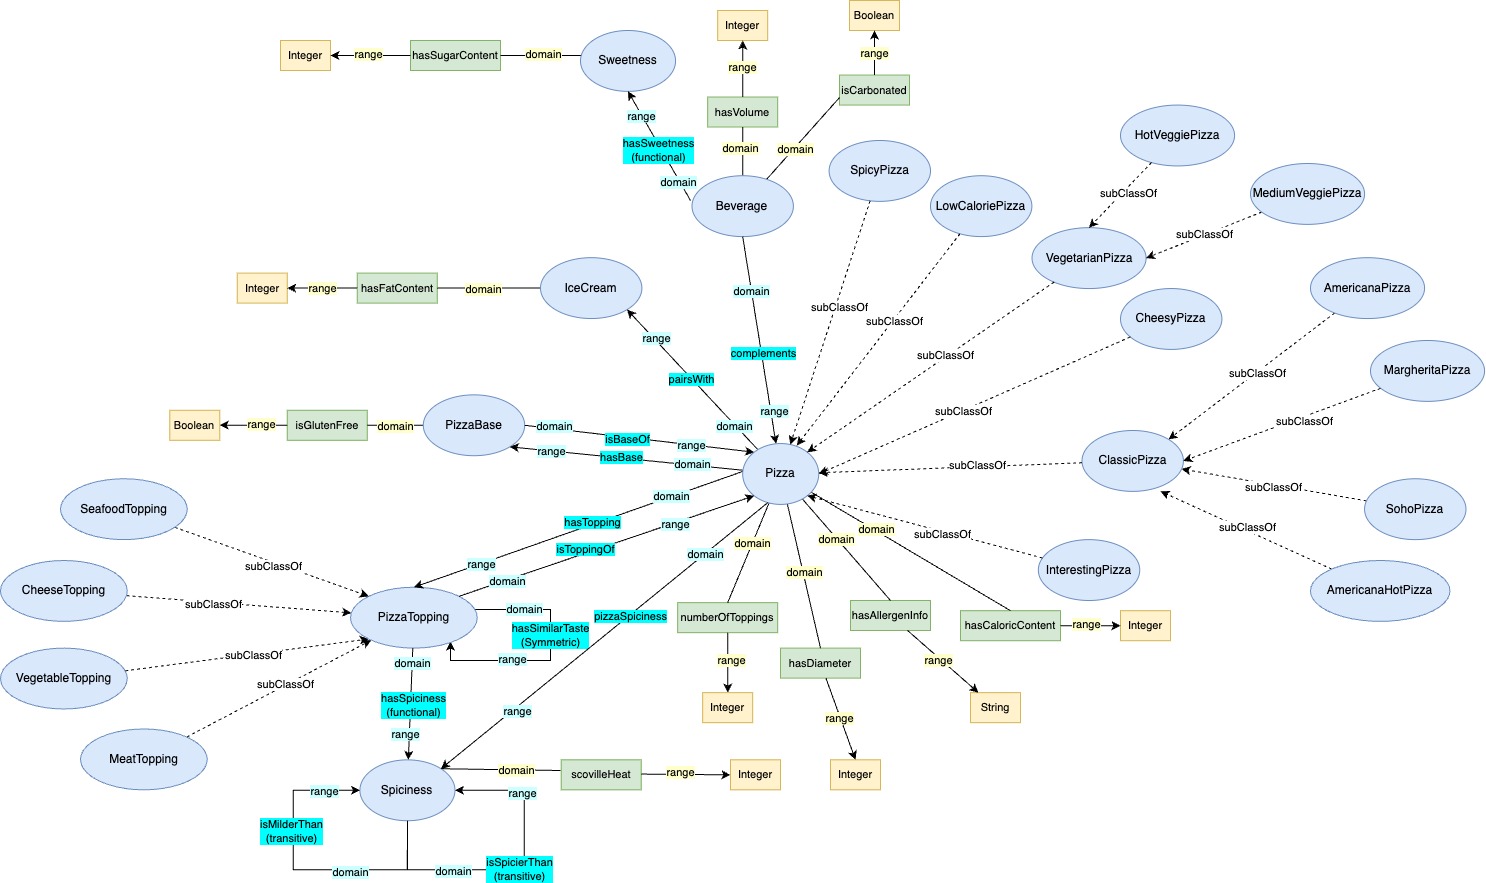 Integer
Boolean
Integer
range
hasSugarContent
domain
Sweetness
range
range
isCarbonated
hasVolume
range
hasSweetness
(functional)
domain
domain
domain
Beverage
SpicyPizza
LowCaloriePizza
HotVeggiePizza
subClassOf
MediumVeggiePizza
subClassOf
VegetarianPizza
Integer
range
hasFatContent
domain
IceCream
domain
subClassOf
subClassOf
AmericanaPizza
CheesyPizza
range
complements
subClassOf
subClassOf
MargheritaPizza
pairsWith
range
subClassOf
subClassOf
domain
Boolean
range
isGlutenFree
domain
PizzaBase
domain
isBaseOf
range
range
hasBase
domain
Pizza
subClassOf
ClassicPizza
subClassOf
SohoPizza
SeafoodTopping
domain
hasTopping
range
isToppingOf
range
domain
subClassOf
subClassOf
AmericanaHotPizza
domain
domain
domain
domain
domain
subClassOf
InterestingPizza
CheeseTopping
subClassOf
PizzaTopping
domain
hasSimilarTaste
(Symmetric)
range
pizzaSpiciness
numberOfToppings
hasAllergenInfo
hasCaloricContent
range
Integer
VegetableTopping
subClassOf
subClassOf
domain
hasSpiciness
(functional)
range
range
range
hasDiameter
range
Integer
String
range
MeatTopping
Spiciness
domain
scovilleHeat
range
Integer
Integer
range
range
isMilderThan
(transitive)
domain
domain
isSpicierThan
(transitive)